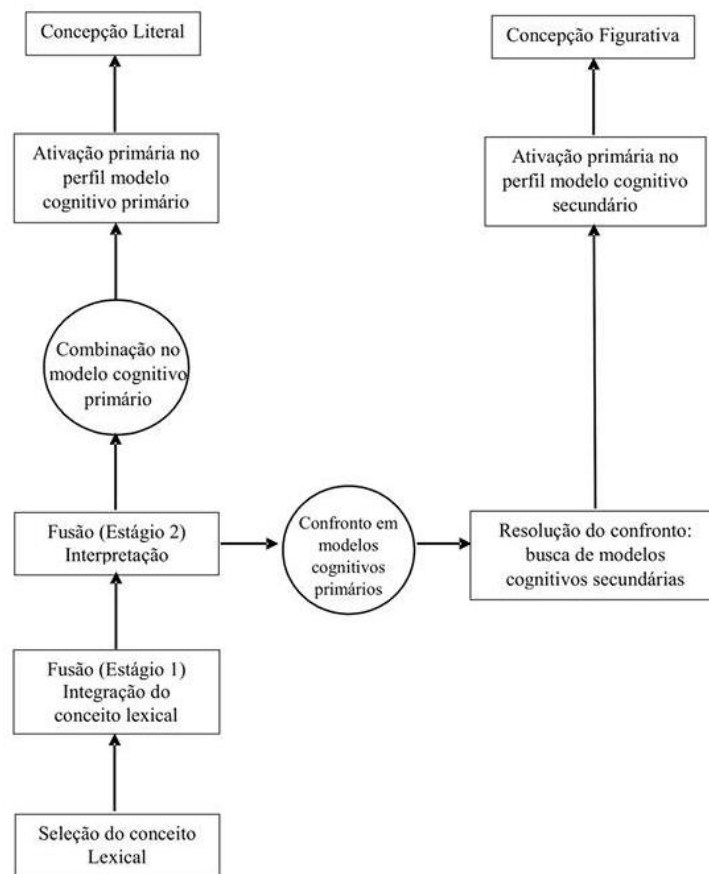 Concepção Literal
Concepção Figurativa
Ativação primária no
perfil modelo
cognitivo primário
Ativação primária no
perfil modelo cognitivo
secundário
Combinação no
modelo cognitivo
primário
Fusão (Estágio 2)
Interpretação
Confronto em
modelos
cognitivos
primários
Resolução do confronto:
busca de modelos
cognitivos secundárias
Fusão (Estágio 1)
Integração do
conceito lexical
Seleção do conceito
Lexical